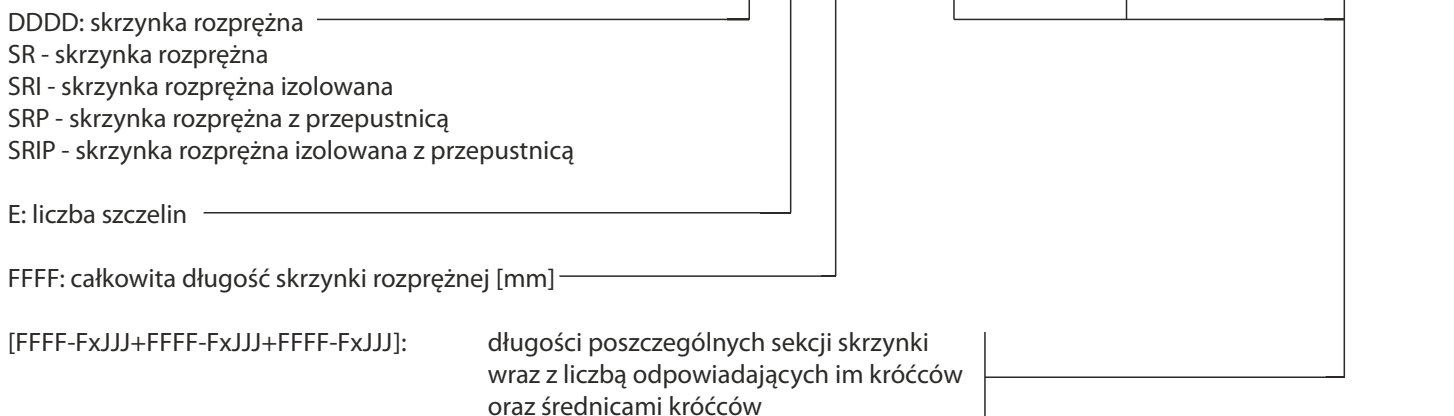 DDDD: skrzynka rozprężna
SR - skrzynka rozprężna
SRI - skrzynka rozprężna izolowana
SRP - skrzynka rozprężna z przepustnicą
SRIP - skrzynka rozprężna izolowana z przepustnicą
E: liczba szczelin
FFFF: całkowita długość skrzynki rozprężnej [mm]
[FFFF-FxJJJ+FFFF-FxJJJ+FFFF-FxJJJ]: długości poszczególnych sekcji skrzynki
wraz z liczbą odpowiadających im króćców
oraz średnicami króćców